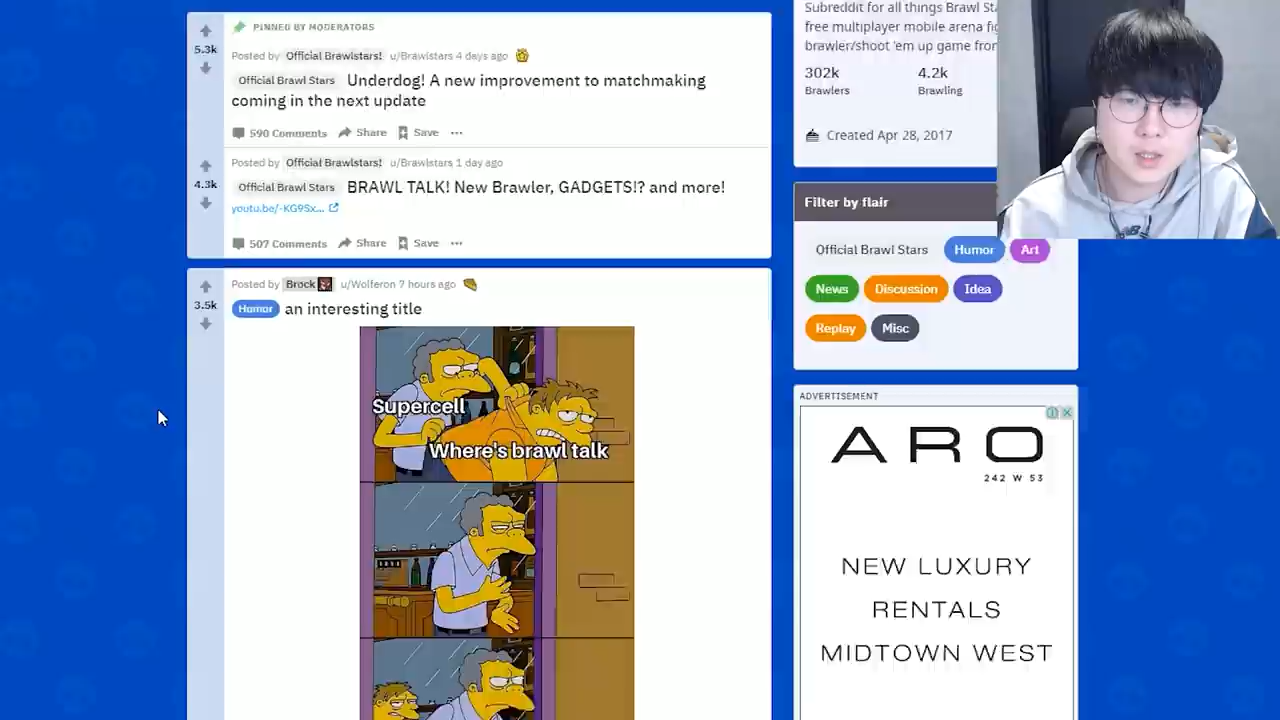 PINNED BY MODERATORS
5.3k
Posted by Official Brawlstars! u/Brawlstars 4 days ago
Official Brawl Stars Underdog! A new improvement to matchmaking
coming in the next update
590 Comments Share Save ...
4.3k
Posted by Official Brawlstars! u/Brawlstars 1 day ago
Official Brawl Stars BRAWL TALK! New Brawler, GADGETS!? and more!
youtu.be/-KG9Sx...
507 Comments Share Save ...
3.5k
Posted by Brock u/Wolferon 7 hours ago
Humor an interesting title
Supercell
Where's brawl talk
Subreddit for all things Brawl Sta
free multiplayer mobile arena fig
brawler/shoot 'em up game from
302k 4.2k
Brawlers Brawling
Created Apr 28, 2017
Filter by flair
Official Brawl Stars Humor Art
News Discussion Idea
Replay Misc
ADVERTISEMENT
ARO
242 W 53
NEW LUXURY
RENTALS
MIDTOWN WEST